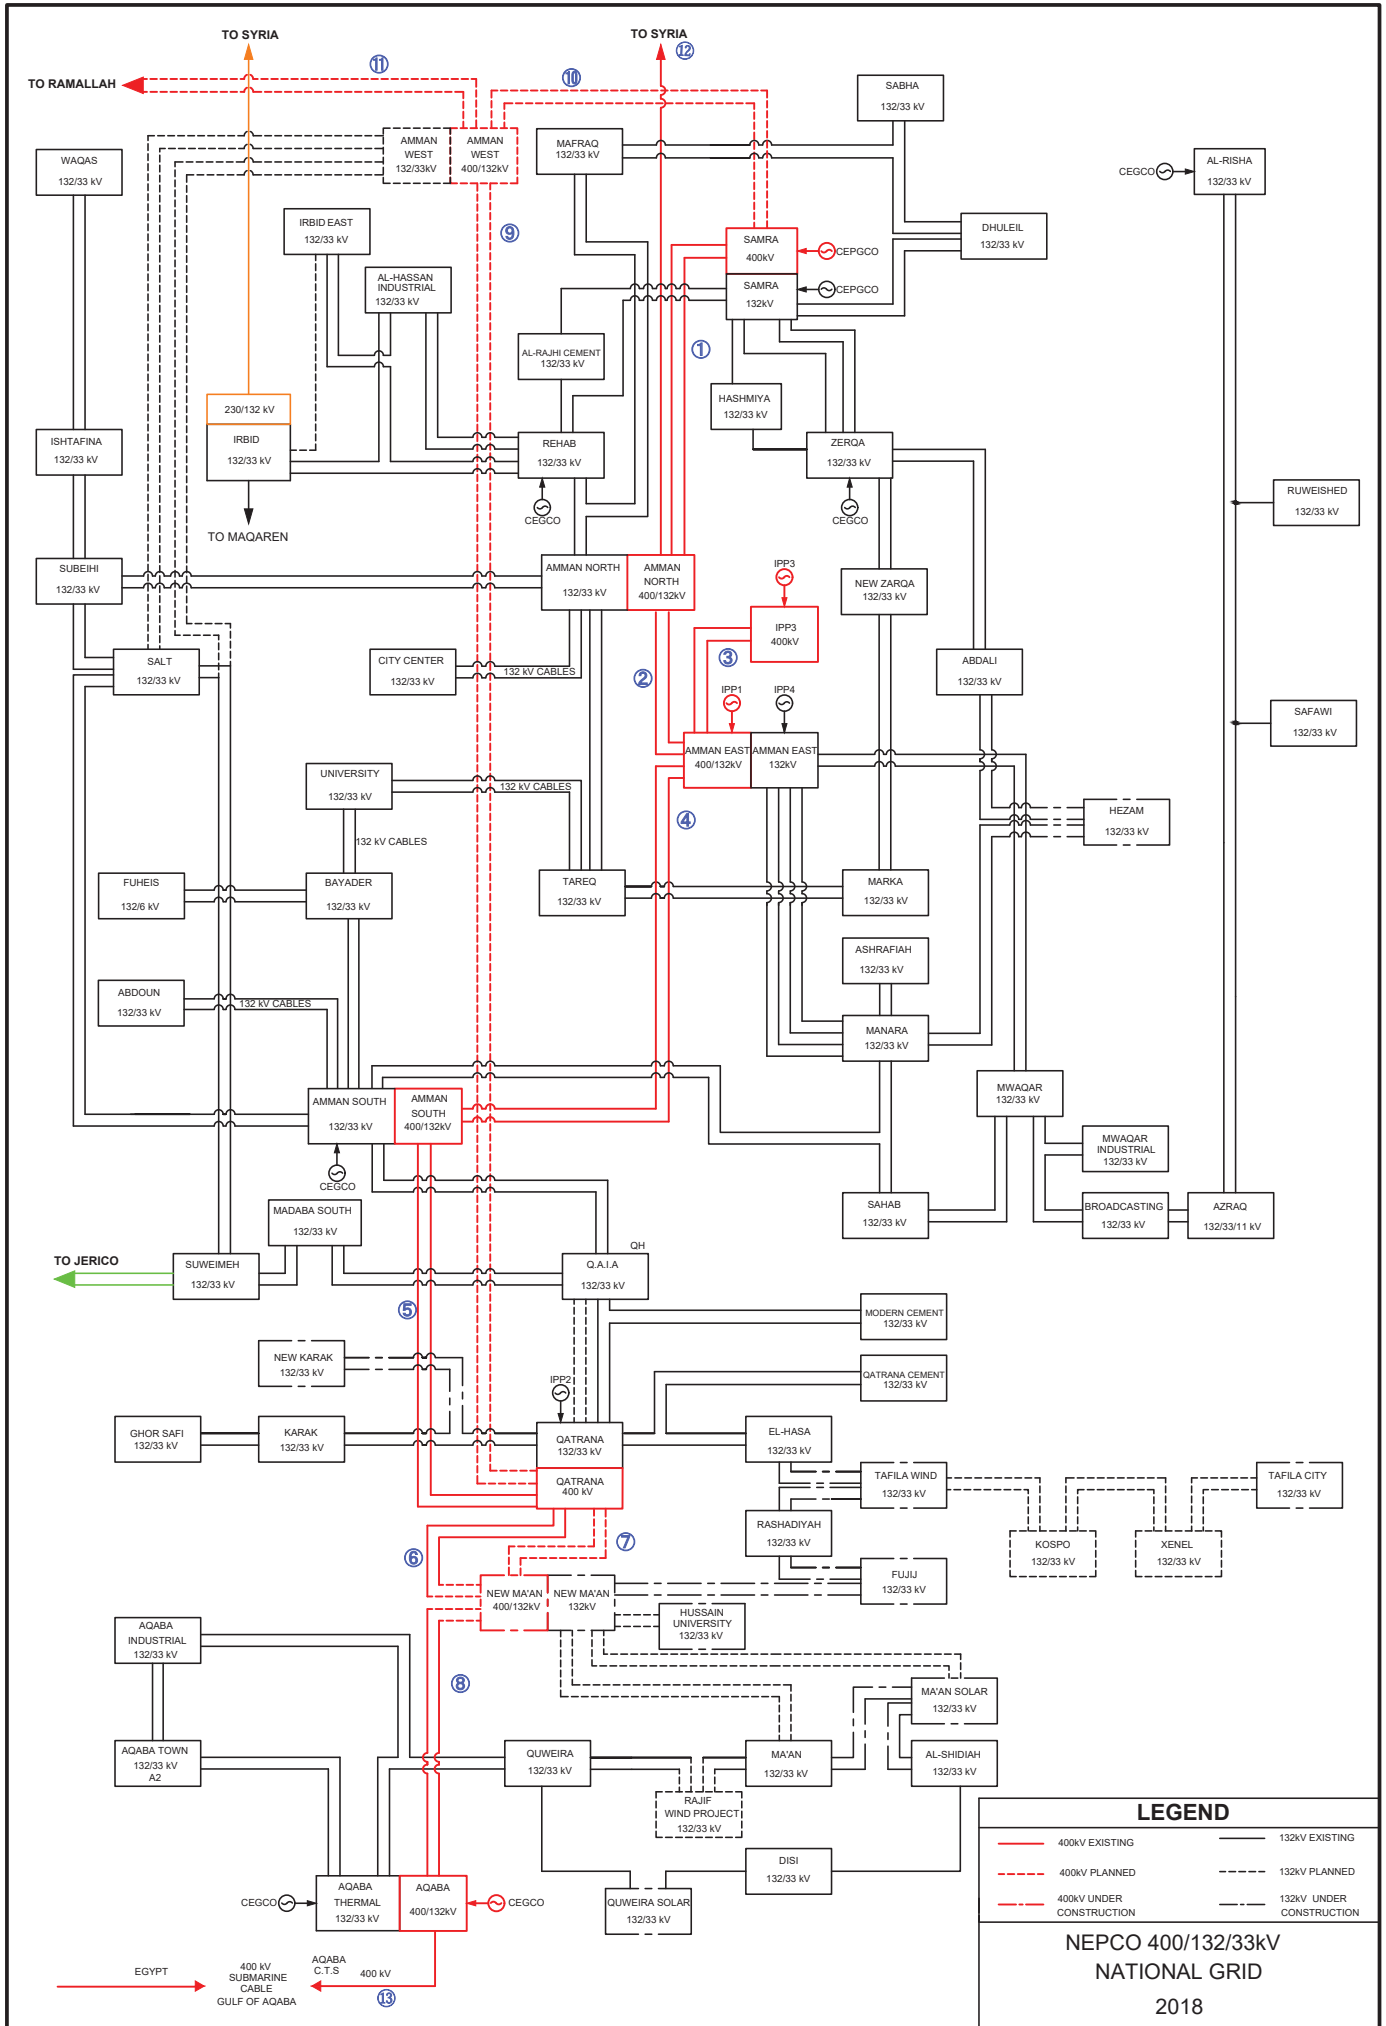 TO SYRIA
TO SYRIA
⑫
⑪
⑩
TO RAMALLAH
SABHA
132/33 kV
AMMAN
WEST
132/33kV
AMMAN
WEST
400/132kV
MAFRAQ
132/33 kV
WAQAS
132/33 kV
AL-RISHA
132/33 kV
CEGCO
IRBID EAST
132/33 kV
⑨
DHULEIL
132/33 kV
SAMRA
400kV
CEPGCO
SAMRA
132kV
CEPGCO
AL-HASSAN
INDUSTRIAL
132/33 kV
①
AL-RAJHI CEMENT
132/33 kV
HASHMIYA
132/33 kV
230/132 kV
IRBID
132/33 kV
ISHTAFINA
132/33 kV
REHAB
132/33 kV
CEGCO
ZERQA
132/33 kV
CEGCO
RUWEISHED
132/33 kV
TO MAQAREN
SUBEIHI
132/33 kV
AMMAN NORTH
132/33 kV
AMMAN
NORTH
400/132kV
IPP3
NEW ZARQA
132/33 kV
IPP3
400kV
SALT
132/33 kV
CITY CENTER
132/33 kV
132 kV CABLES
②
③
ABDALI
132/33 kV
IPP1
IPP4
SAFAWI
132/33 kV
AMMAN EAST
400/132kV
AMMAN EAST
132kV
UNIVERSITY
132/33 kV
132 kV CABLES
④
HEZAM
132/33 kV
132 kV CABLES
FUHEIS
132/6 kV
BAYADER
132/33 kV
TAREQ
132/33 kV
MARKA
132/33 kV
ASHRAFIAH
132/33 kV
ABDOUN
132/33 kV
132 kV CABLES
MANARA
132/33 kV
AMMAN SOUTH
132/33 kV
AMMAN
SOUTH
400/132kV
CEGCO
MWAQAR
132/33 kV
MWAQAR
INDUSTRIAL
132/33 kV
MADABA SOUTH
132/33 kV
SAHAB
132/33 kV
BROADCASTING
132/33 kV
AZRAQ
132/33/11 kV
TO JERICO
SUWEIMEH
132/33 kV
QH
Q.A.I.A
132/33 kV
⑤
MODERN CEMENT
132/33 kV
NEW KARAK
132/33 kV
QATRANA CEMENT
132/33 kV
IPP2
GHOR SAFI
132/33 kV
KARAK
132/33 kV
QATRANA
132/33 kV
QATRANA
400 kV
EL-HASA
132/33 kV
TAFILA WIND
132/33 kV
TAFILA CITY
132/33 kV
RASHADIYAH
132/33 kV
KOSPO
132/33 kV
XENEL
132/33 kV
⑥
⑦
FUJIJ
132/33 kV
NEW MA'AN
400/132kV
NEW MA'AN
132kV
HUSSAIN
UNIVERSITY
132/33 kV
AQABA
INDUSTRIAL
132/33 kV
⑧
MA'AN SOLAR
132/33 kV
AQABA TOWN
132/33 kV
A2
QUWEIRA
132/33 kV
MA'AN
132/33 kV
AL-SHIDIAH
132/33 kV
RAJIF
WIND PROJECT
132/33 kV
DISI
132/33 kV
CEGCO
AQABA
THERMAL
132/33 kV
AQABA
400/132kV
CEGCO
QUWEIRA SOLAR
132/33 kV
EGYPT
400 kV
SUBMARINE
CABLE
GULF OF AQABA
AQABA
C.T.S
400 kV
⑬
LEGEND
400kV EXISTING
132kV EXISTING
400kV PLANNED
132kV PLANNED
400kV UNDER
CONSTRUCTION
132kV UNDER
CONSTRUCTION
NEPCO 400/132/33kV
NATIONAL GRID
2018